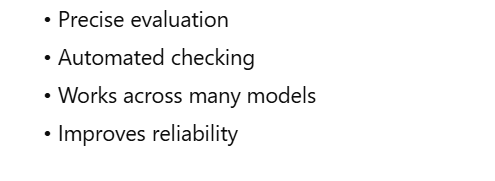 • Precise evaluation
• Automated checking
• Works across many models
• Improves reliability